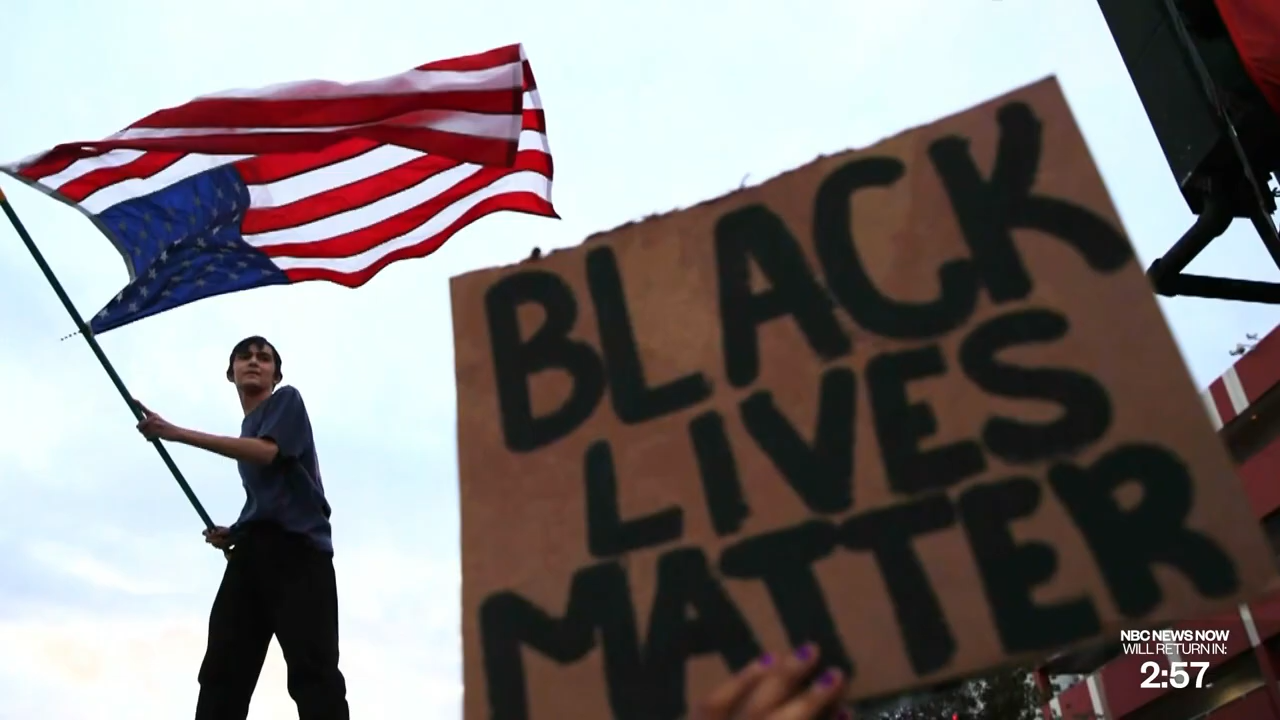 BLACK
LIVES
MATTER
NBC NEWS NOW
WILL RETURN IN:
2:57